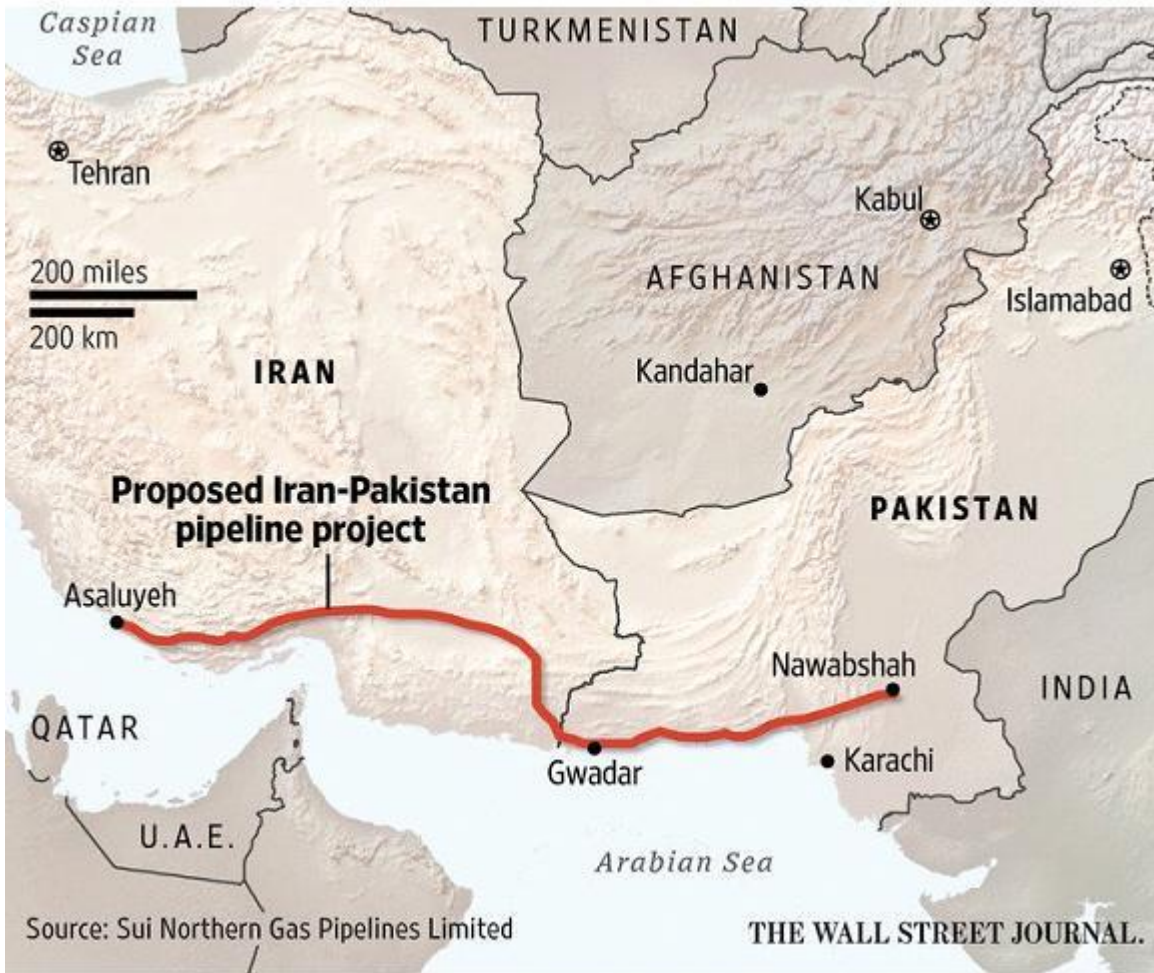 Caspian
Sea
TURKMENISTAN
Tehran
Kabul
200 miles
200 km
AFGHANISTAN
Islamabad
IRAN
Kandahar
Proposed Iran-Pakistan
pipeline project
PAKISTAN
Asaluyeh
Nawabshah
INDIA
QATAR
Gwadar
Karachi
U.A.E.
Arabian Sea
Source: Sui Northern Gas Pipelines Limited
THE WALL STREET JOURNAL.